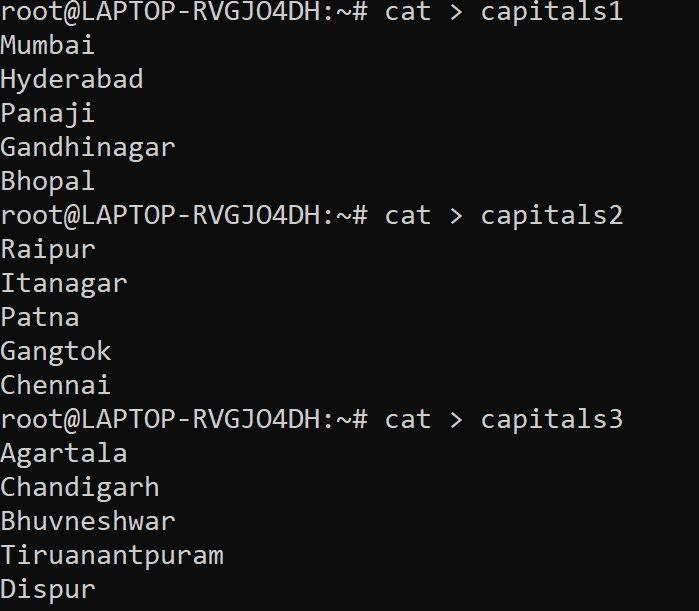 root@LAPTOP-RVGJO4DH:~# cat > capitals1
Mumbai
Hyderabad
Panaji
Gandhinagar
Bhopal
root@LAPTOP-RVGJO4DH:~# cat > capitals2
Raipur
Itanagar
Patna
Gangtok
Chennai
root@LAPTOP-RVGJO4DH:~# cat > capitals3
Agartala
Chandigarh
Bhuvneshwar
Tiruanantpuram
Dispur